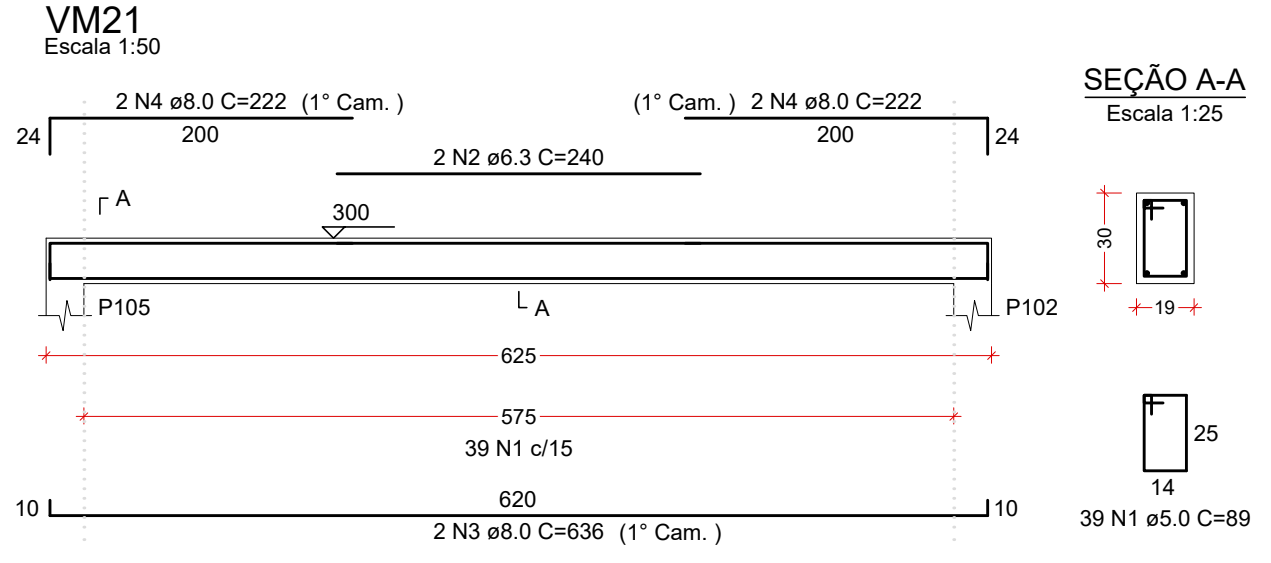 VM21
Escala 1:50
2 N4 ø8.0 C=222 (1° Cam. )
24
200
(1° Cam. ) 2 N4 ø8.0 C=222
200
24
2 N2 ø6.3 C=240
A
300
P105
A
P102
625
575
39 N1 c/15
10
620
10
2 N3 ø8.0 C=636 (1° Cam. )
SEÇÃO A-A
Escala 1:25
30
19
25
14
39 N1 ø5.0 C=89